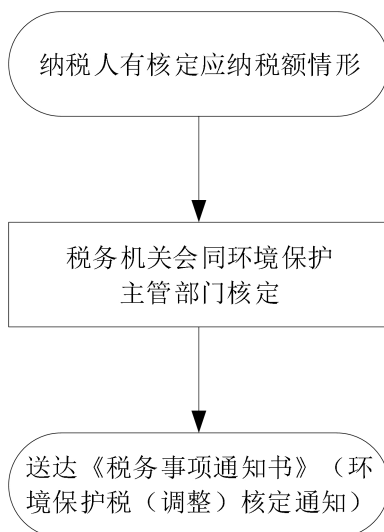 纳税人有核定应纳税额情形
税务机关会同环境保护
主管部门核定
送达《税务事项通知书》（环
境保护税（调整）核定通知）